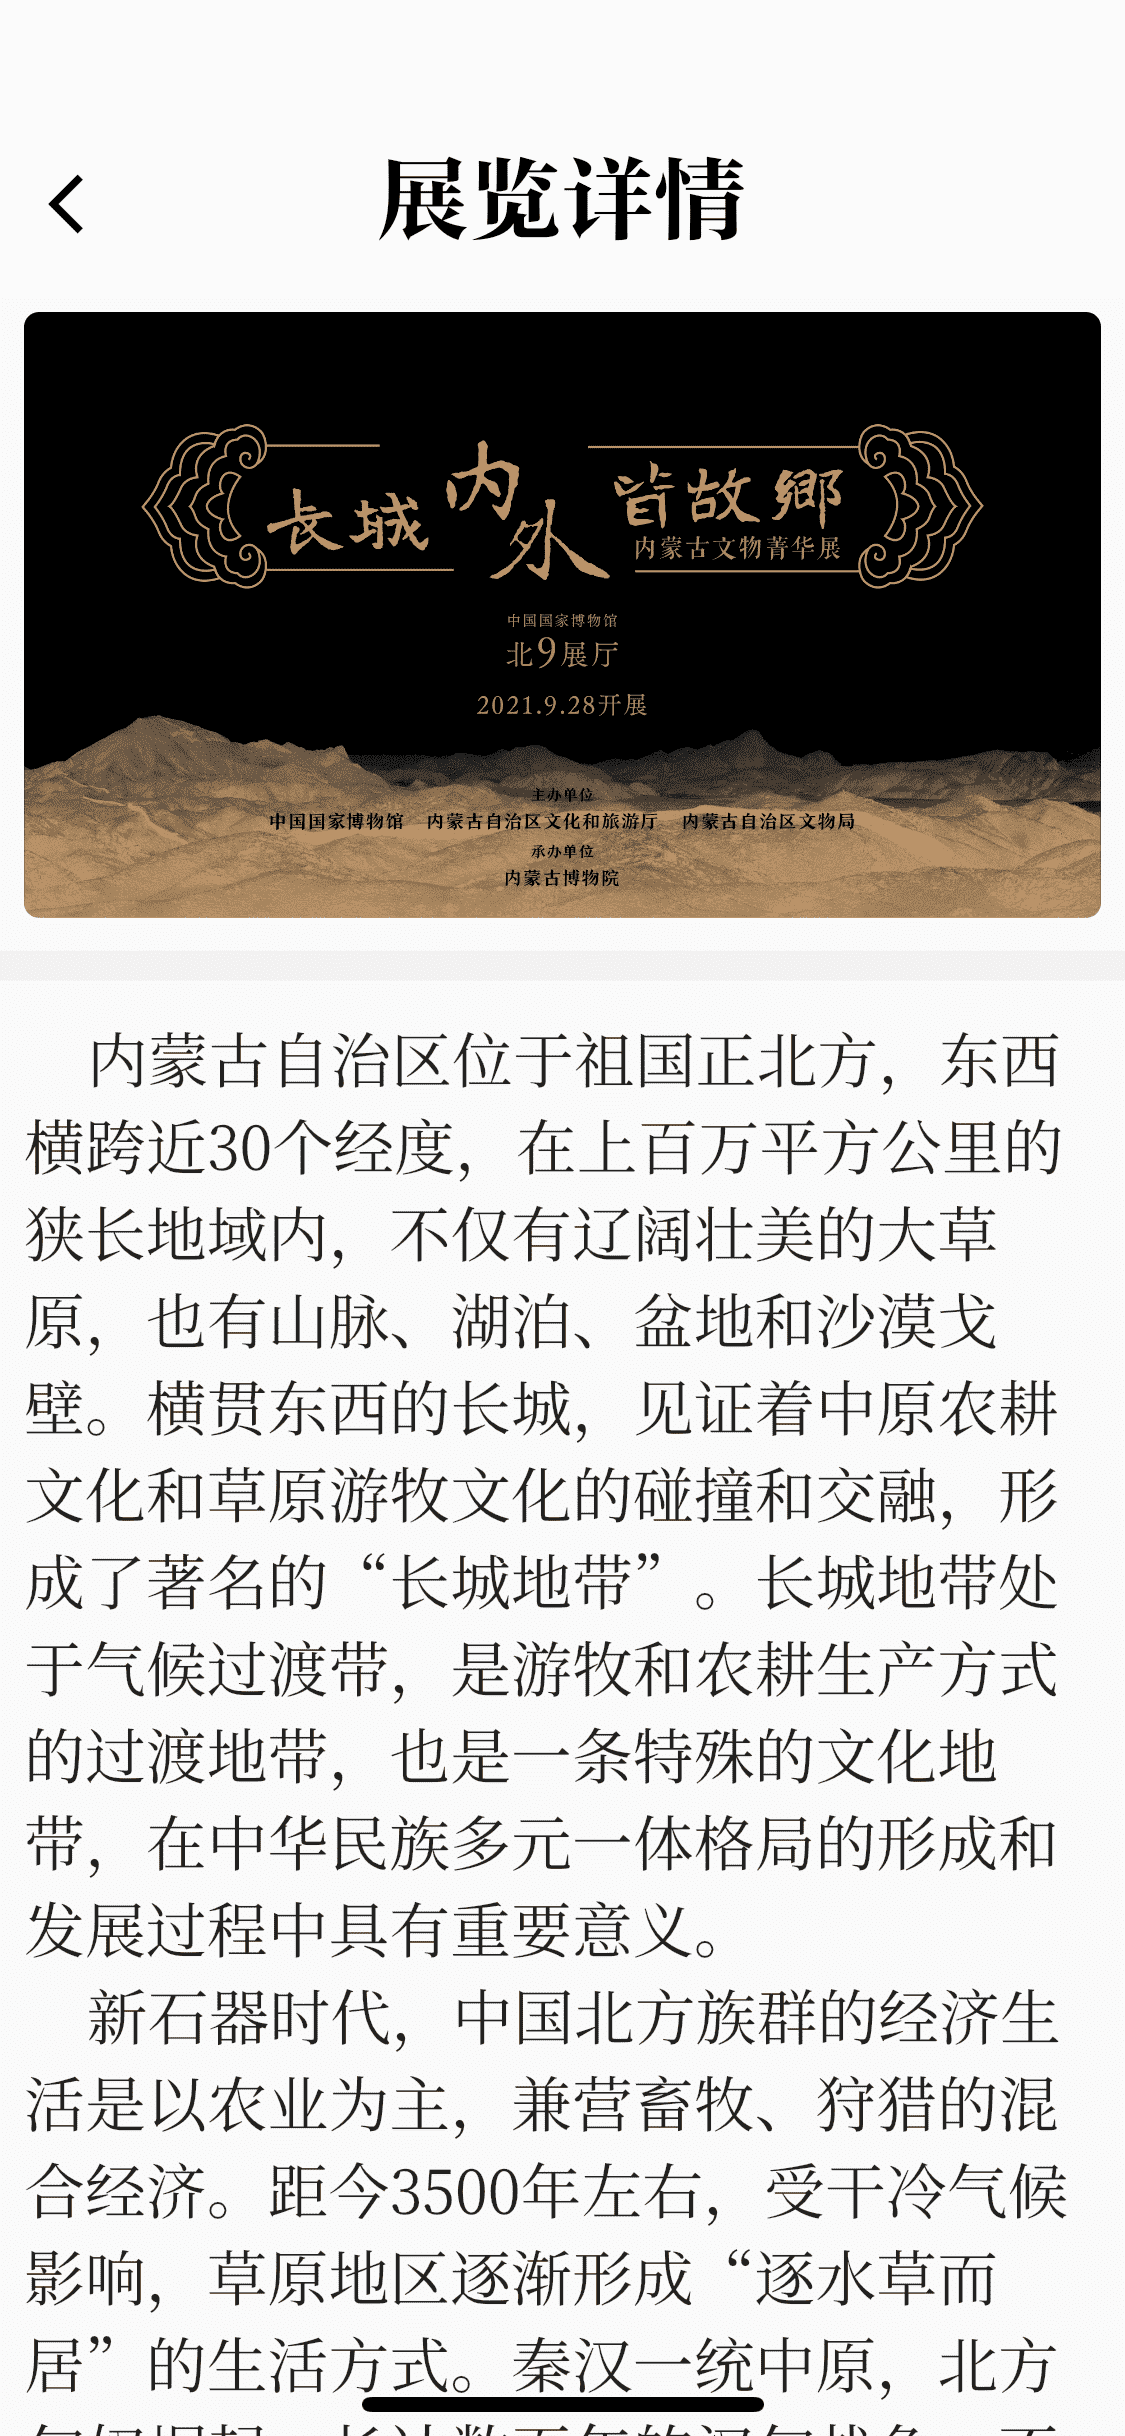 展览详情
长城内外皆故鄉
内蒙古文物菁华展
中国国家博物馆
北9展厅
2021.9.28开展
主办单位
中国国家博物馆 内蒙古自治区文化和旅游厅 内蒙古自治区文物局
承办单位
内蒙古博物院
内蒙古自治区位于祖国正北方，东西
横跨近30个经度，在上百万平方公里的
狭长地域内，不仅有辽阔壮美的大草
原，也有山脉、湖泊、盆地和沙漠戈
壁。横贯东西的长城，见证着中原农耕
文化和草原游牧文化的碰撞和交融，形
成了著名的“长城地带”。长城地带处
于气候过渡带，是游牧和农耕生产方式
的过渡地带，也是一条特殊的文化地
带，在中华民族多元一体格局的形成和
发展过程中具有重要意义。
新石器时代，中国北方族群的经济生
活是以农业为主，兼营畜牧、狩猎的混
合经济。距今3500年左右，受干冷气候
影响，草原地区逐渐形成“逐水草而
居”的生活方式。秦汉一统中原，北方